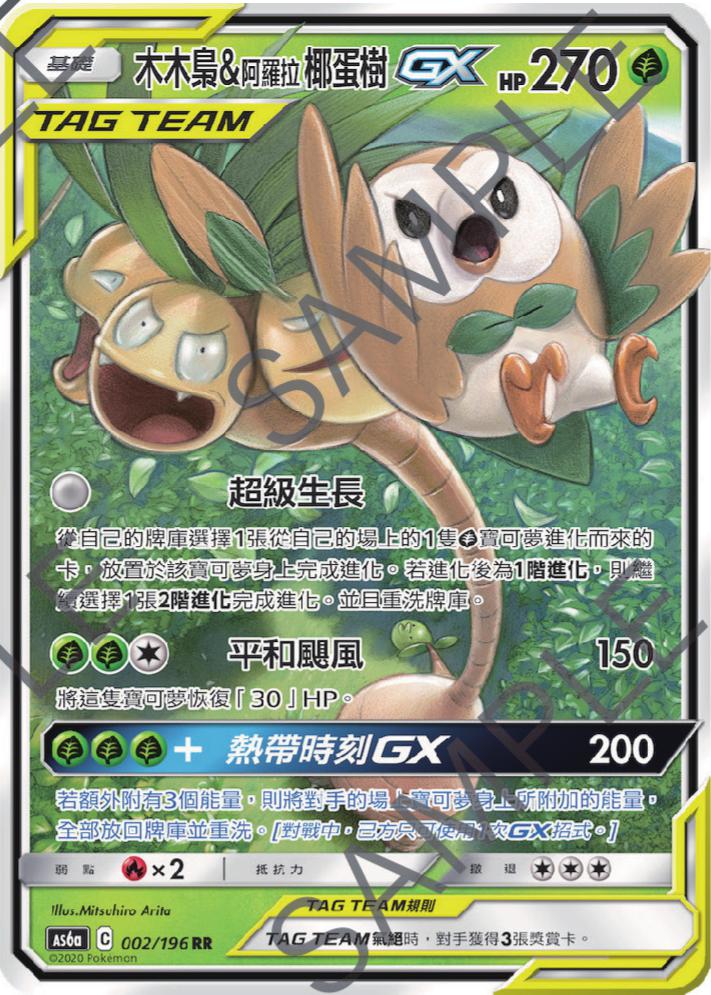 基礎 木木梟&阿羅拉 椰蛋樹 GX HP 270
TAG TEAM
超級生長
從自己的牌庫選擇1張從自己的場上的1隻寶可夢進化而來的
卡，放置於該寶可夢身上完成進化。若進化後為1階進化，則繼
續選擇1張2階進化完成進化。並且重洗牌庫。
平和颶風 150
將這隻寶可夢恢復「30」HP。
+ 熱帶時刻GX 200
若額外附有3個能量，則將對手的場上寶可夢身上所附加的能量，
全部放回牌庫並重洗。[對戰中，己方只可使用1次GX招式。]
弱點 ×2 抵抗力 撤退
Illus.Mitsuhiro Arita
TAG TEAM規則
AS6a C 002/196 RR
TAG TEAM氣絕時，對手獲得3張獎賞卡。
©2020 Pokémon
SAMPLE
SAMPLE